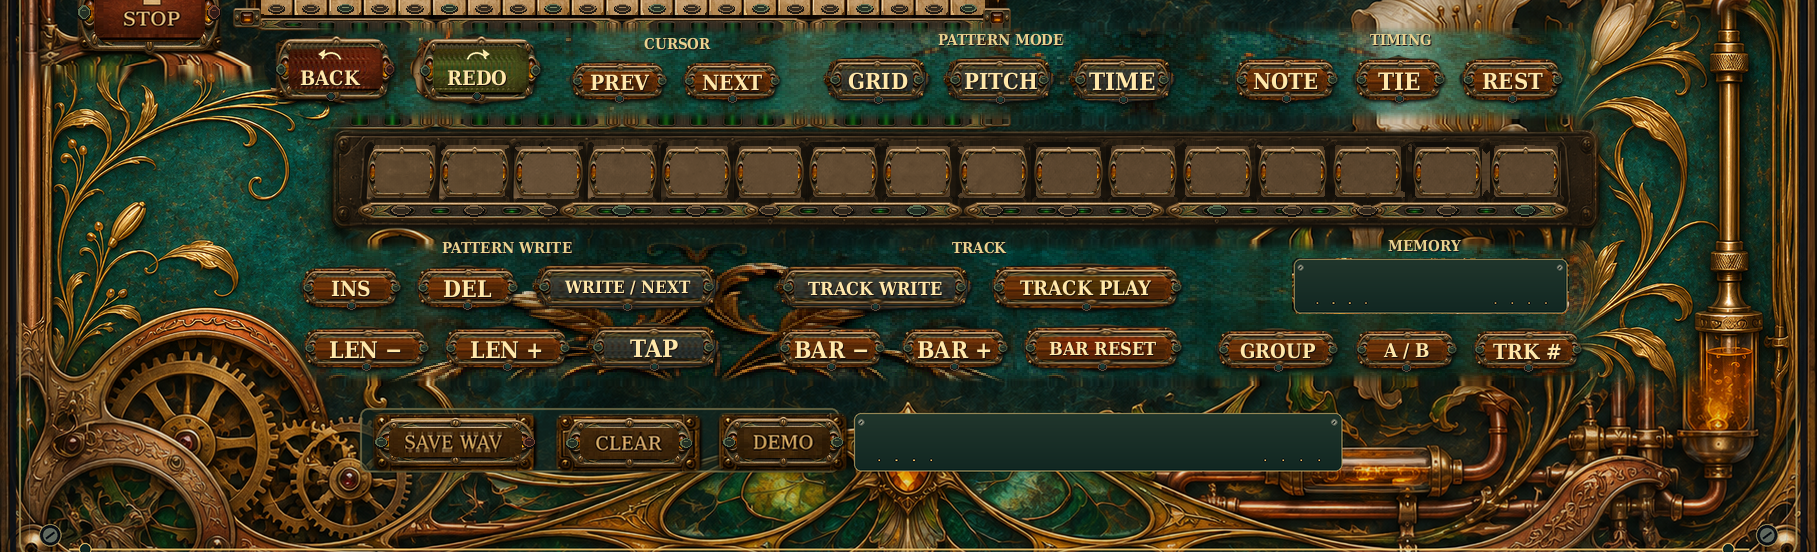 STOP
BACK
REDO
CURSOR
PREV
NEXT
PATTERN MODE
GRID
PITCH
TIME
TIMING
NOTE
TIE
REST
PATTERN WRITE
INS
DEL
WRITE / NEXT
LEN −
LEN +
TAP
TRACK
TRACK WRITE
TRACK PLAY
BAR −
BAR +
BAR RESET
MEMORY
GROUP
A / B
TRK #
SAVE WAV
CLEAR
DEMO